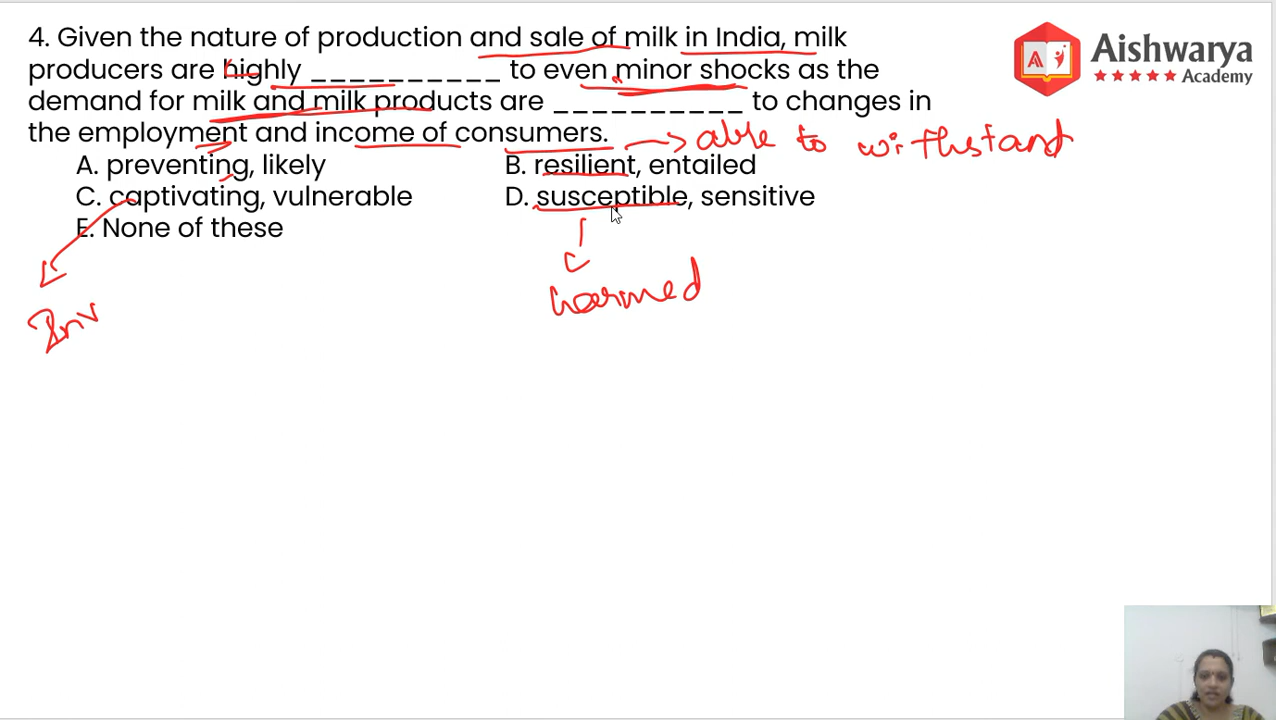 4. Given the nature of production and sale of milk in India, milk
producers are highly __________ to even minor shocks as the
demand for milk and milk products are __________ to changes in
the employment and income of consumers.
able to withstand
A. preventing, likely
B. resilient, entailed
C. captivating, vulnerable
D. susceptible, sensitive
E. None of these
harmed
Aishwarya
Academy